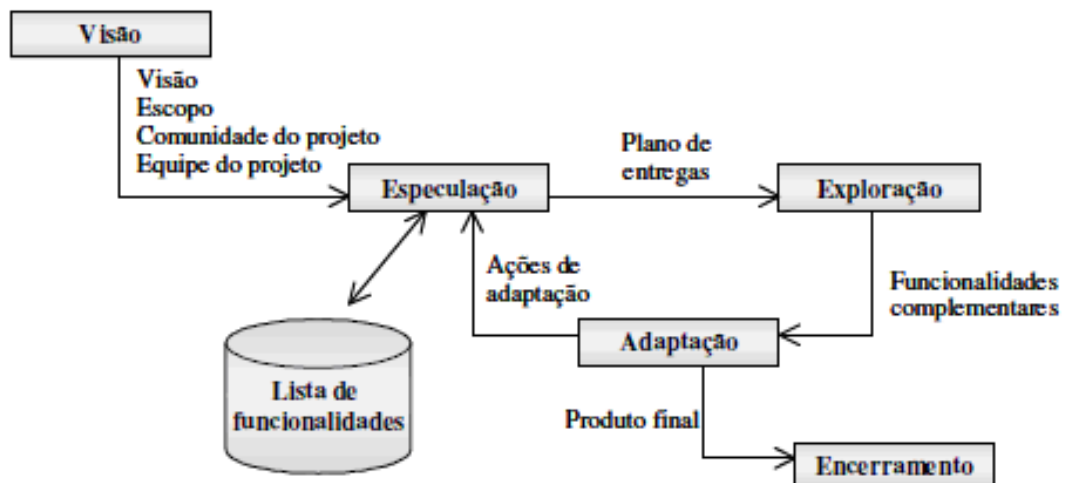 Visão
Visão
Escopo
Comunidade do projeto
Equipe do projeto
Especulação
Plano de
entregas
Exploração
Ações de
adaptação
Funcionalidades
complementares
Adaptação
Lista de
funcionalidades
Produto final
Encerramento